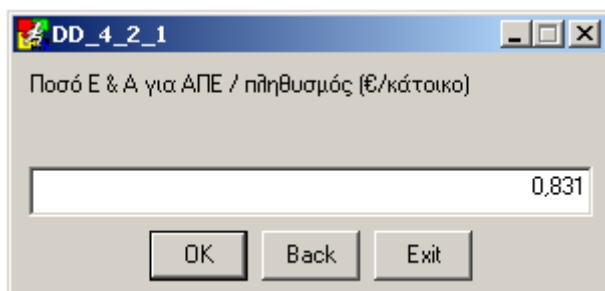 DD_4_2_1
Ποσό Ε & Α για ΑΠΕ / πληθυσμός (€/κάτοικο)
0,831
OK Back Exit